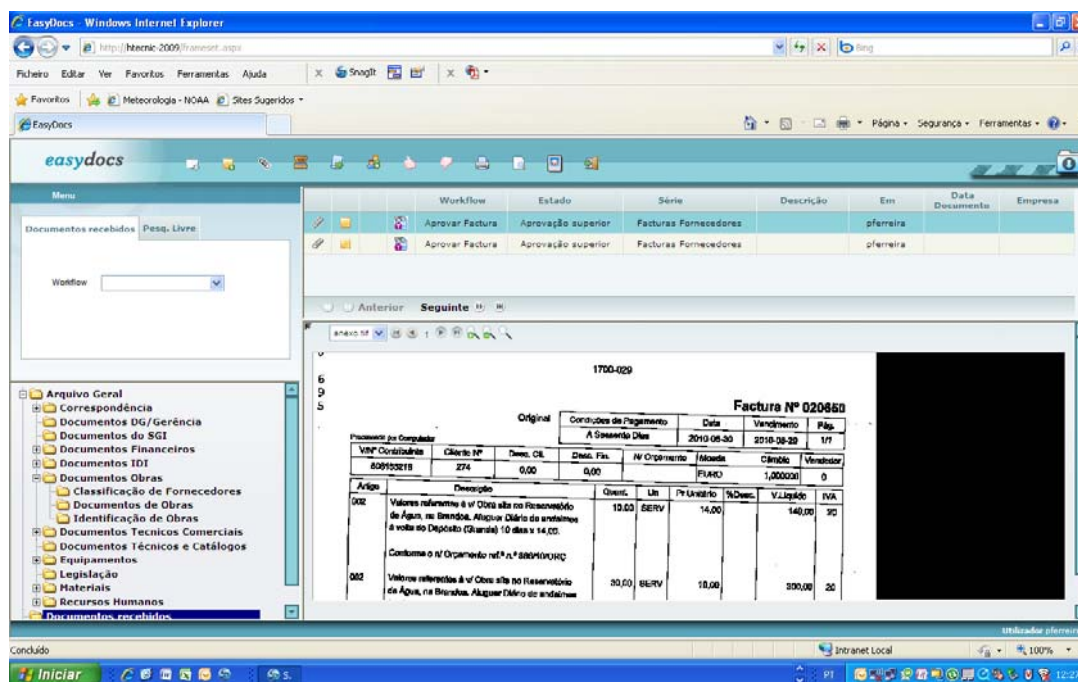 EasyDocs - Windows Internet Explorer
http://htecnic-2009/frameset.aspx
Bing
Ficheiro Editar Ver Favoritos Ferramentas Ajuda
x SnagIt x
Favoritos Meteorologia - NOAA Sites Sugeridos
EasyDocs Página Segurança Ferramentas
easydocs
Menu
Documentos recebidos Pesq. Livre
Workflow
Workflow Estado Série Descrição Em Data Documento Empresa
Aprovar Factura Aprovação superior Facturas Fornecedores pferreira
Aprovar Factura Aprovação superior Facturas Fornecedores pferreira
Anterior Seguinte
Arquivo Geral
Correspondência
Documentos DG/Gerência
Documentos do SGI
Documentos Financeiros
Documentos IDI
Documentos Obras
Classificação de Fornecedores
Documentos de Obras
Identificação de Obras
Documentos Tecnicos Comerciais
Documentos Técnicos e Catálogos
Equipamentos
Legislação
Materiais
Recursos Humanos
Documentos recebidos
1700-029
6
9
5
Factura Nº 020650
Original Condições de Pagamento Data Vencimento Pág.
A Sessenta Dias 2010-06-30 2010-08-29 1/1
Processado por Computador
V/Nº Contribuinte Cliente Nº Desc. Cli. Desc. Fin. N/ Orçamento Moeda Câmbio Vendedor
274 0,00 0,00 EURO 1,000000 0
Artigo Descrição Quant. Un Pr.Unitário %Desc. V.Líquido IVA
002 Valores referentes á v/ Obra sita no Reservatório 10,00 SERV 14,00 140,00 20
de Água, na Brandoa. Aluguer Diário de andaimes
á volta do Depósito (Grande) 10 dias x 14,00.
Conforme o n/ Orçamento ref.ª n.º
002 Valores referentes á v/ Obra sita no Reservatório 30,00 SERV 10,00 300,00 20
de Água, na Brandoa. Aluguer Diário de andaimes
Utilizador pferreira
Concluído Intranet Local 100%
Iniciar S. PT 12:27